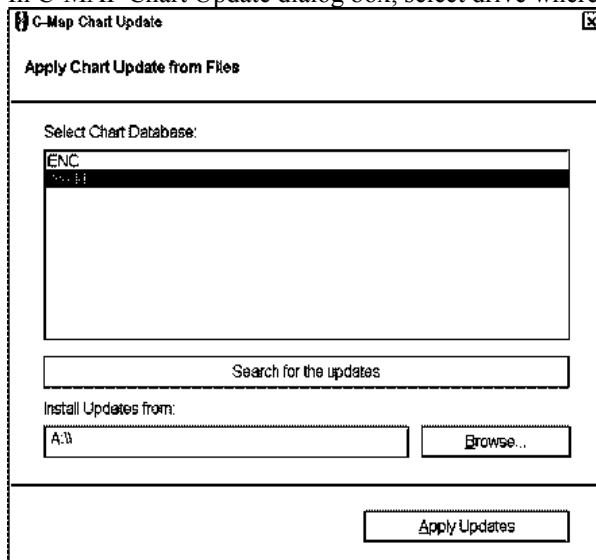 In C-MAP Chart Update dialog box, select drive where
C-Map Chart Update
Apply Chart Update from Files
Select Chart Database:
ENC
Search for the updates
Install Updates from:
A:\\
Browse...
Apply Updates